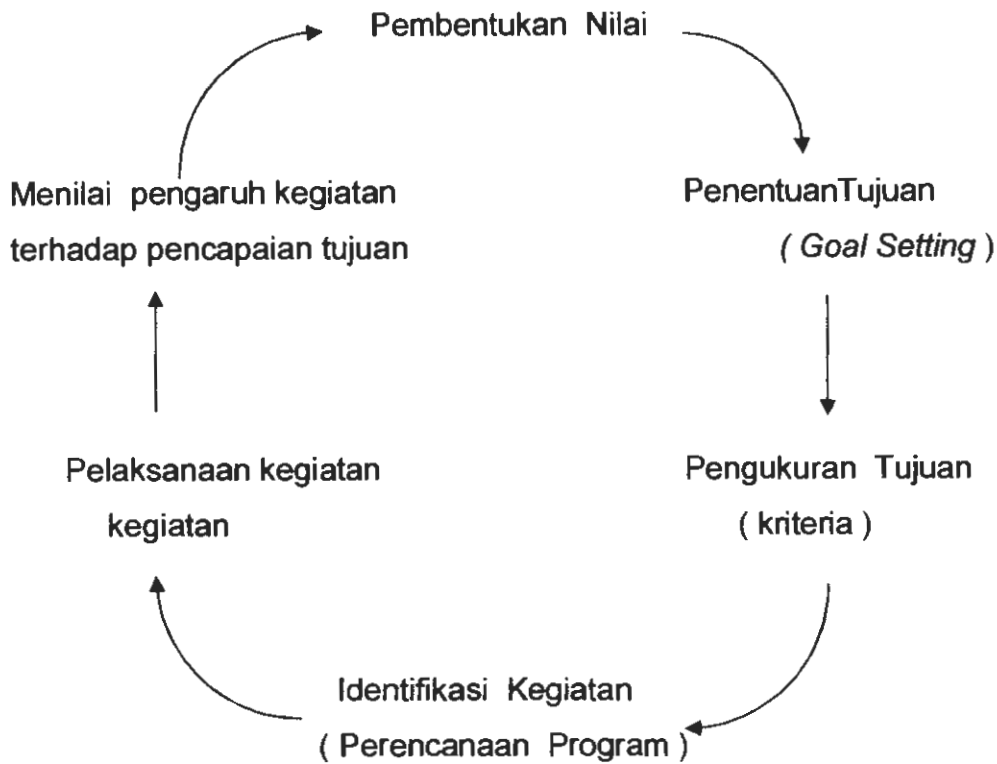 Pembentukan Nilai
PenentuanTujuan
( Goal Setting )
Pengukuran Tujuan
( kriteria )
Identifikasi Kegiatan
( Perencanaan Program )
Pelaksanaan kegiatan
kegiatan
Menilai pengaruh kegiatan
terhadap pencapaian tujuan